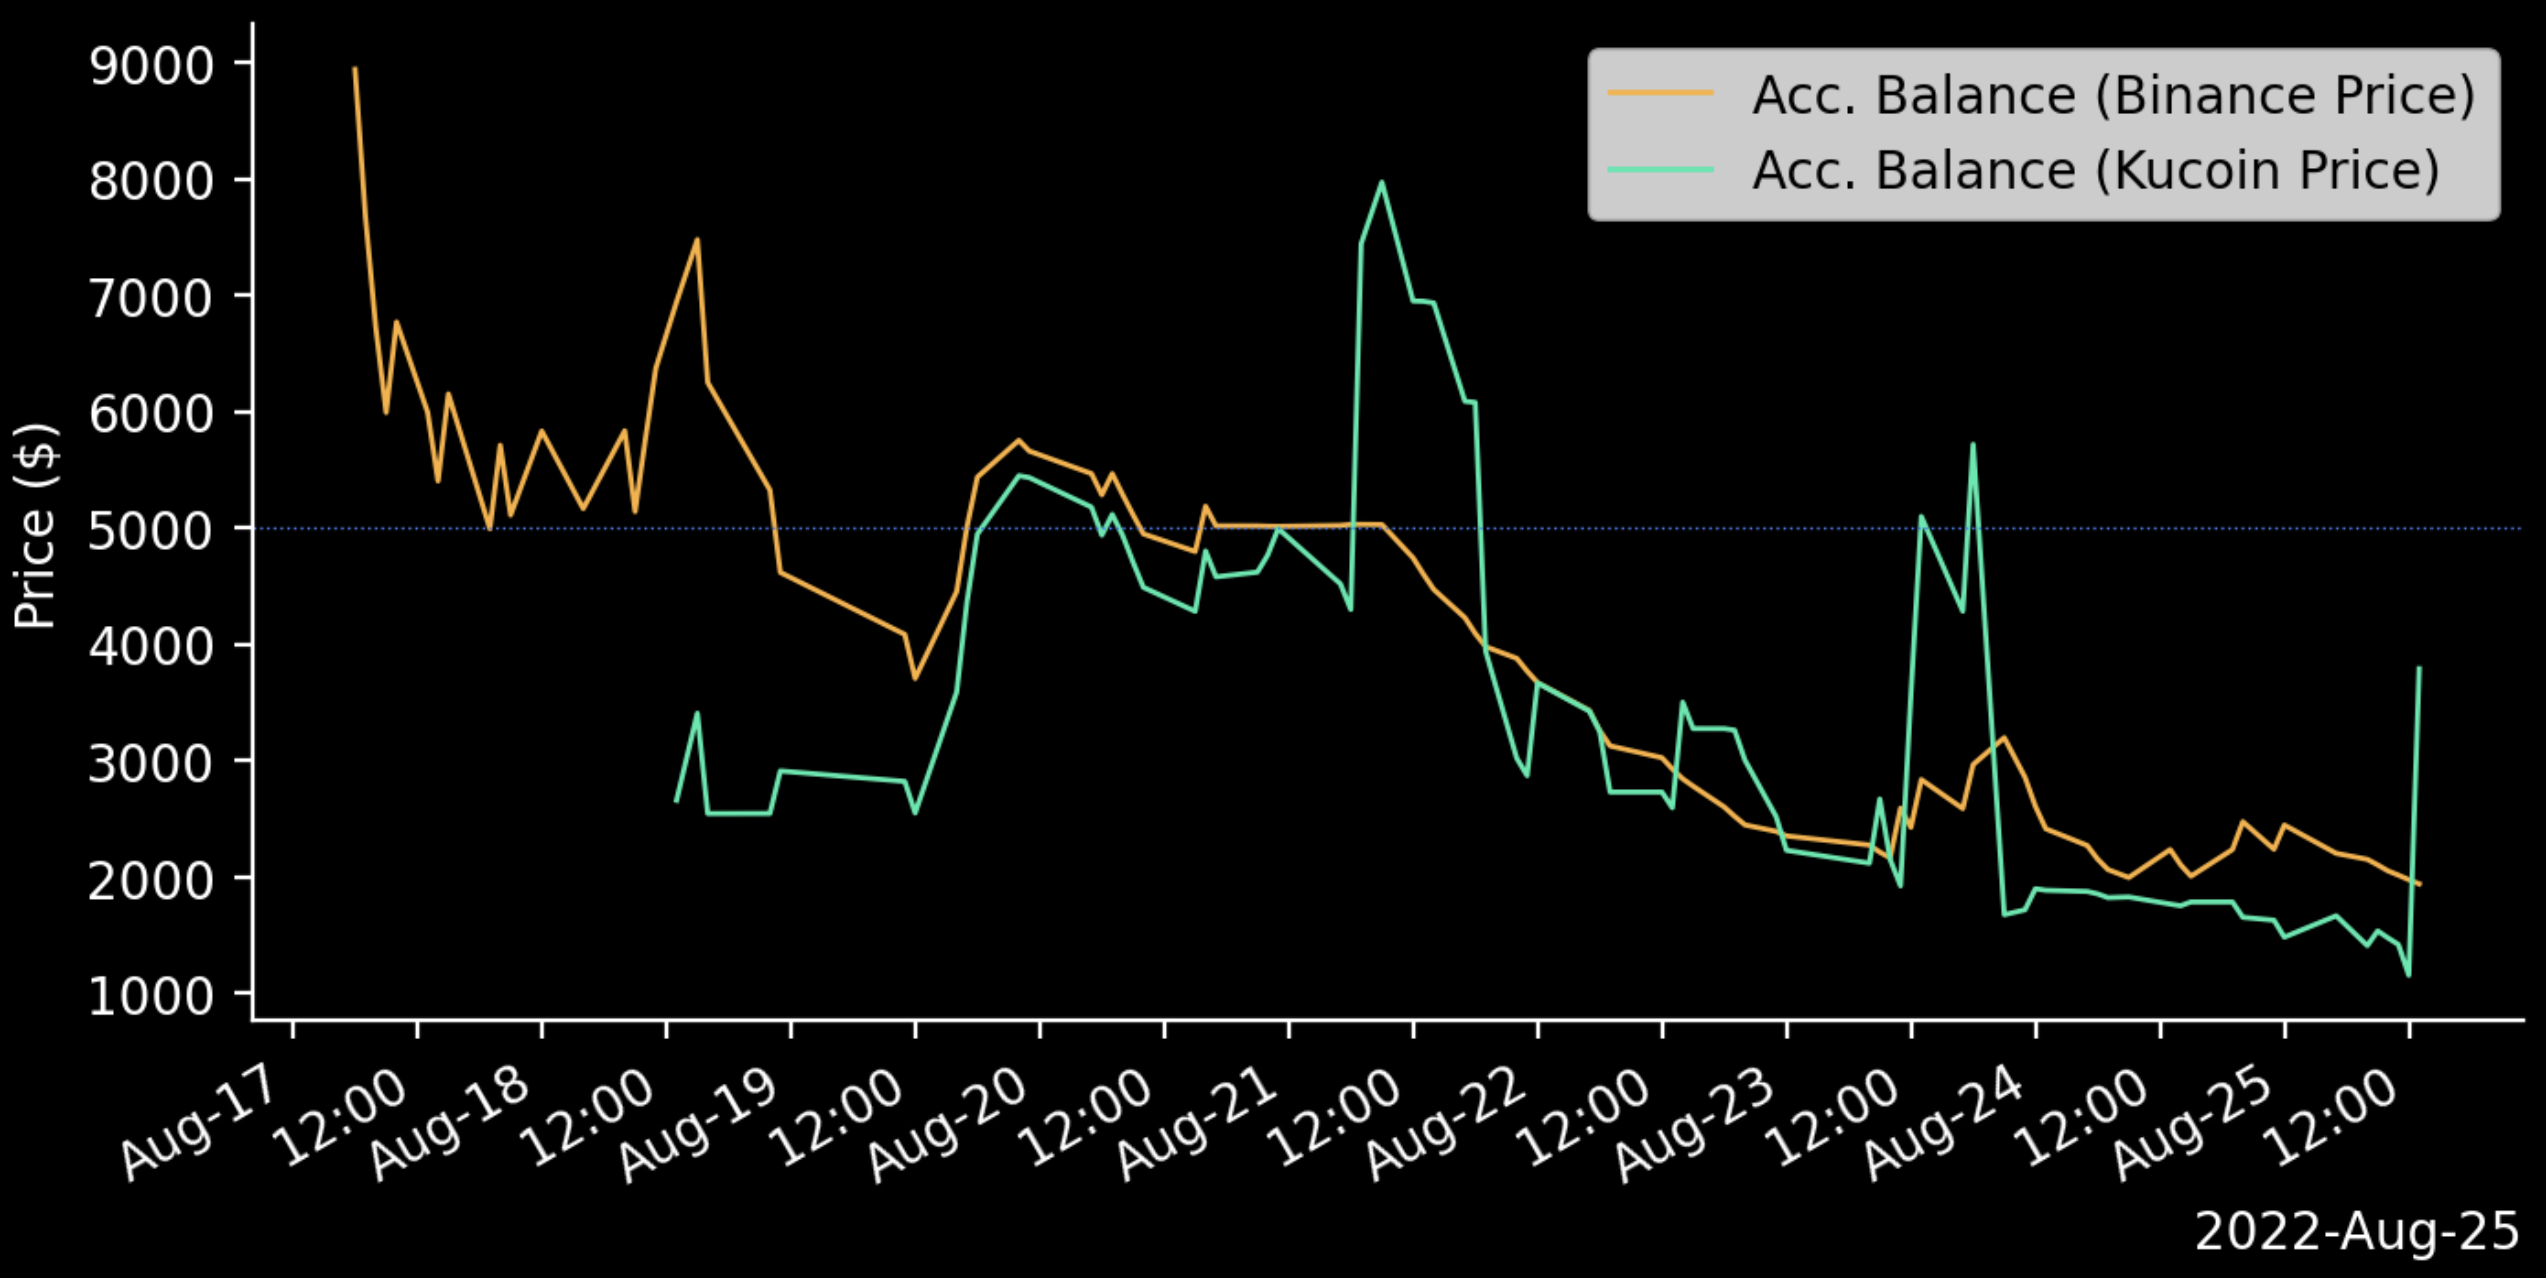 Acc. Balance (Binance Price)
Acc. Balance (Kucoin Price)
Price ($)
9000
8000
7000
6000
5000
4000
3000
2000
1000
Aug-17
12:00
Aug-18
12:00
Aug-19
12:00
Aug-20
12:00
Aug-21
12:00
Aug-22
12:00
Aug-23
12:00
Aug-24
12:00
Aug-25
12:00
2022-Aug-25